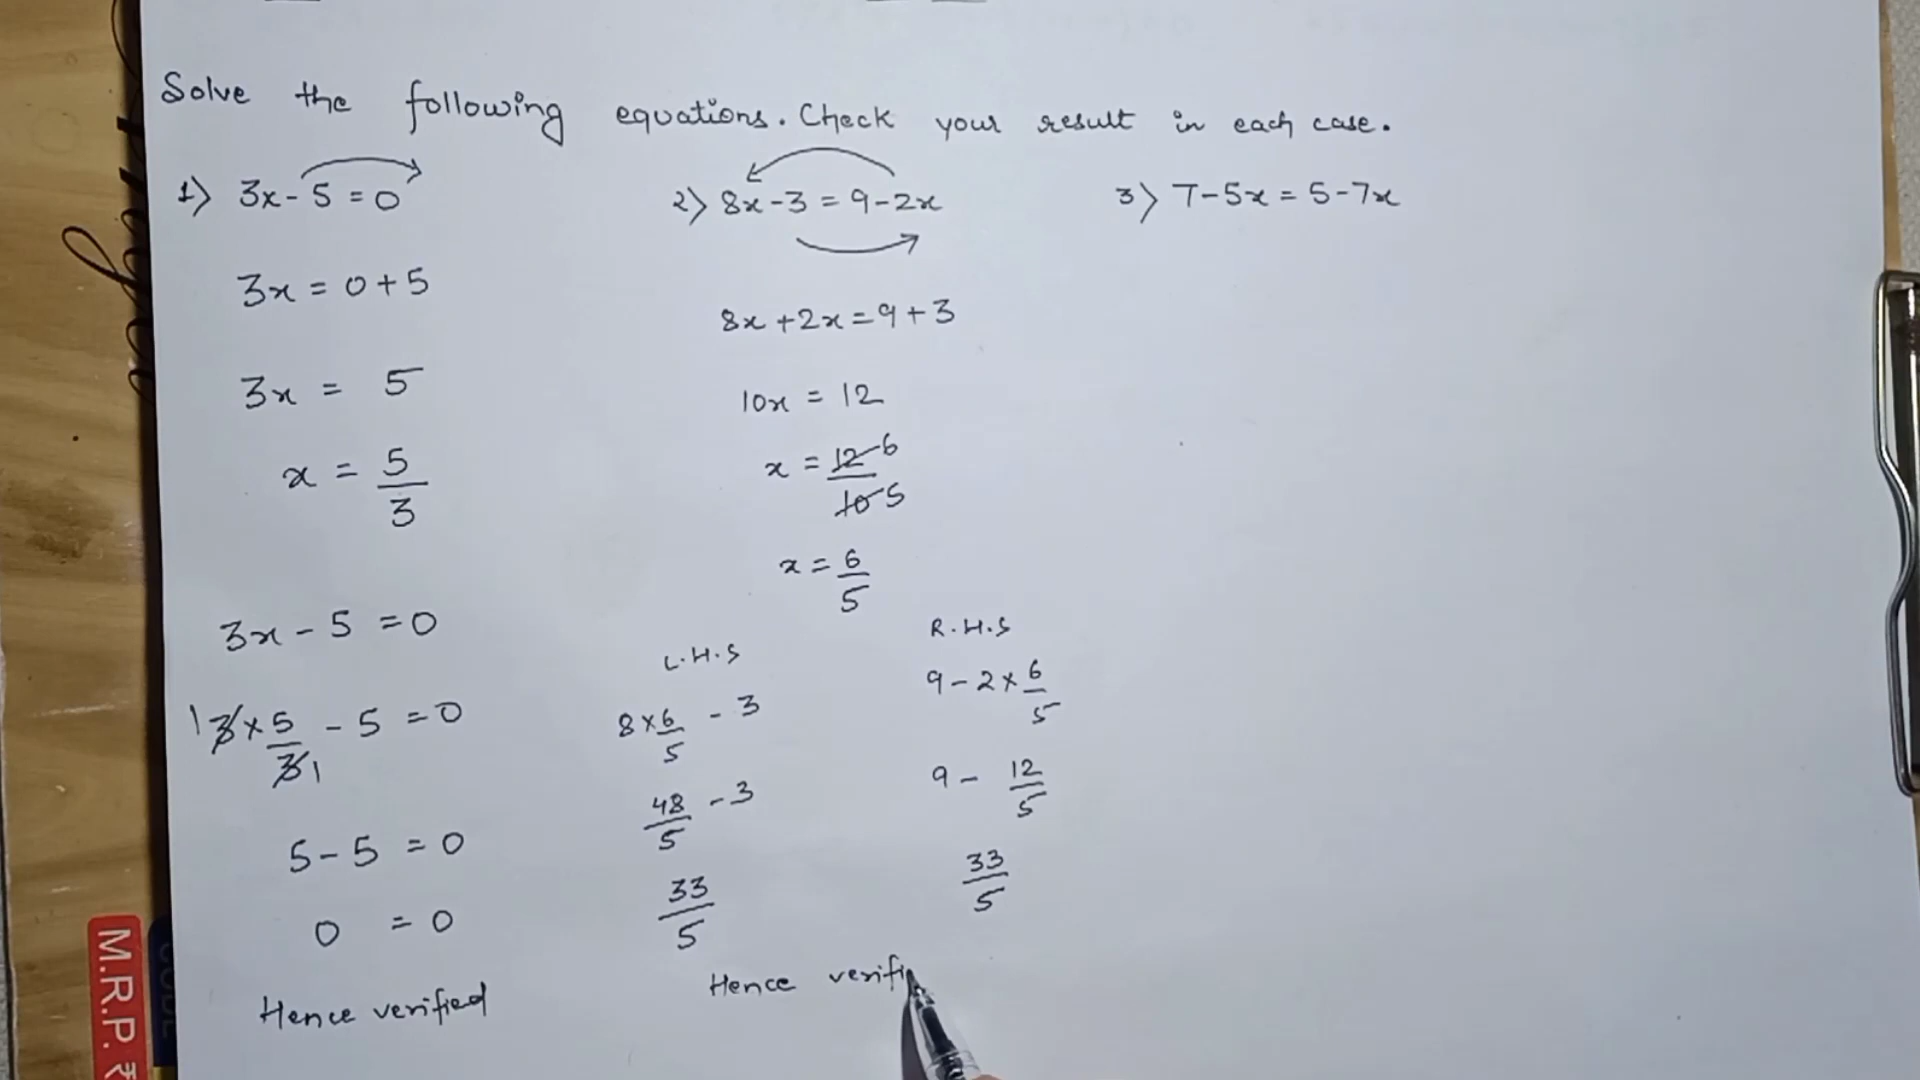 Solve the following equations. Check your result in each case.
1) 3x - 5 = 0
3x = 0 + 5
3x = 5
x = 5/3
3x - 5 = 0
1 3 × 5/3 1 - 5 = 0
5 - 5 = 0
0 = 0
Hence verified
2) 8x - 3 = 9 - 2x
8x + 2x = 9 + 3
10x = 12
x = 12 6/10 5
x = 6/5
L.H.S
8 × 6/5 - 3
48/5 - 3
33/5
R.H.S
9 - 2 × 6/5
9 - 12/5
33/5
Hence verifi
3) 7 - 5x = 5 - 7x
M.R.P. ₹